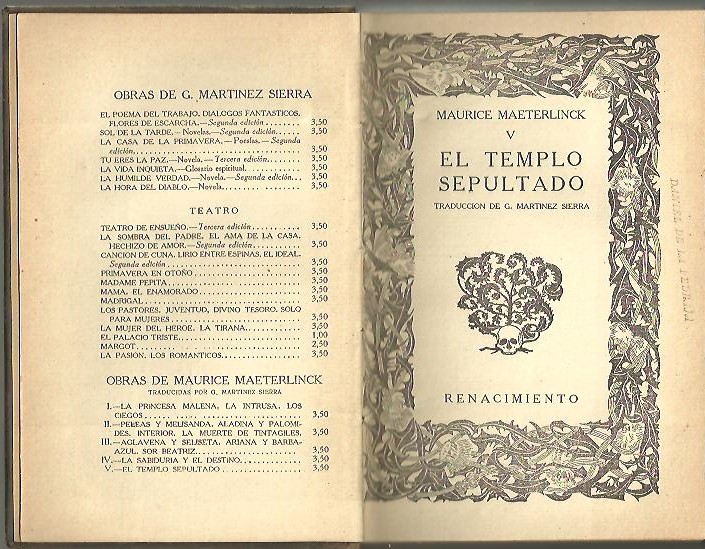 OBRAS DE G. MARTINEZ SIERRA
EL POEMA DEL TRABAJO. DIALOGOS FANTASTICOS.
FLORES DE ESCARCHA.—Segunda edición........ 3,50
SOL DE LA TARDE.—Novelas.—Segunda edición...... 3,50
LA CASA DE LA PRIMAVERA.—Poesías.—Segunda
edición........ 3,50
TU ERES LA PAZ.—Novela.—Tercera edición........ 3,50
LA VIDA INQUIETA.—Glosario espiritual............ 3,50
LA HUMILDE VERDAD.—Novela.—Segunda edición... 3,50
LA HORA DEL DIABLO.—Novela........ 3,50
TEATRO
TEATRO DE ENSUEÑO.—Tercera edición........ 3,50
LA SOMBRA DEL PADRE. EL AMA DE LA CASA.
HECHIZO DE AMOR.—Segunda edición........ 3,50
CANCION DE CUNA. LIRIO ENTRE ESPINAS. EL IDEAL.
Segunda edición........ 3,50
PRIMAVERA EN OTOÑO........ 3,50
MADAME PEPITA........ 3,50
MAMA. EL ENAMORADO........ 3,50
MADRIGAL........ 3,50
LOS PASTORES. JUVENTUD, DIVINO TESORO. SOLO
PARA MUJERES........ 3,50
LA MUJER DEL HEROE. LA TIRANA........ 3,50
EL PALACIO TRISTE........ 1,00
MARGOT........ 2,50
LA PASIÓN. LOS ROMANTICOS........ 3,50
OBRAS DE MAURICE MAETERLINCK
TRADUCIDAS POR G. MARTINEZ SIERRA
I.—LA PRINCESA MALENA. LA INTRUSA. LOS
CIEGOS........ 3,50
II.—PELEAS Y MELISANDA. ALADINA Y PALOMI-
DES. INTERIOR. LA MUERTE DE TINTAGILES. 3,50
III.—AGLAVENA Y SELISETA. ARIANA Y BARBA-
AZUL. SOR BEATRIZ........ 3,50
IV.—LA SABIDURIA Y EL DESTINO........ 3,50
V.—EL TEMPLO SEPULTADO........ 3,50
MAURICE MAETERLINCK
V
EL TEMPLO
SEPULTADO
TRADUCCION DE G. MARTINEZ SIERRA
RENACIMIENTO
DANIEL DE LA PEDRAJA